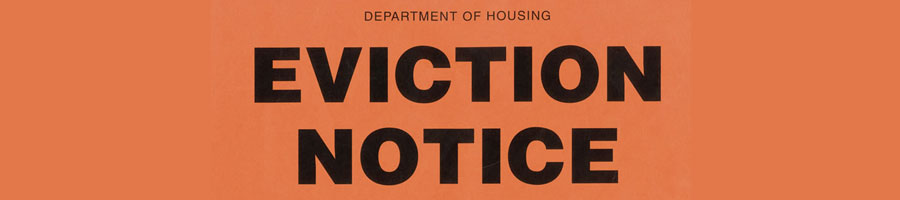 DEPARTMENT OF HOUSING
EVICTION
NOTICE